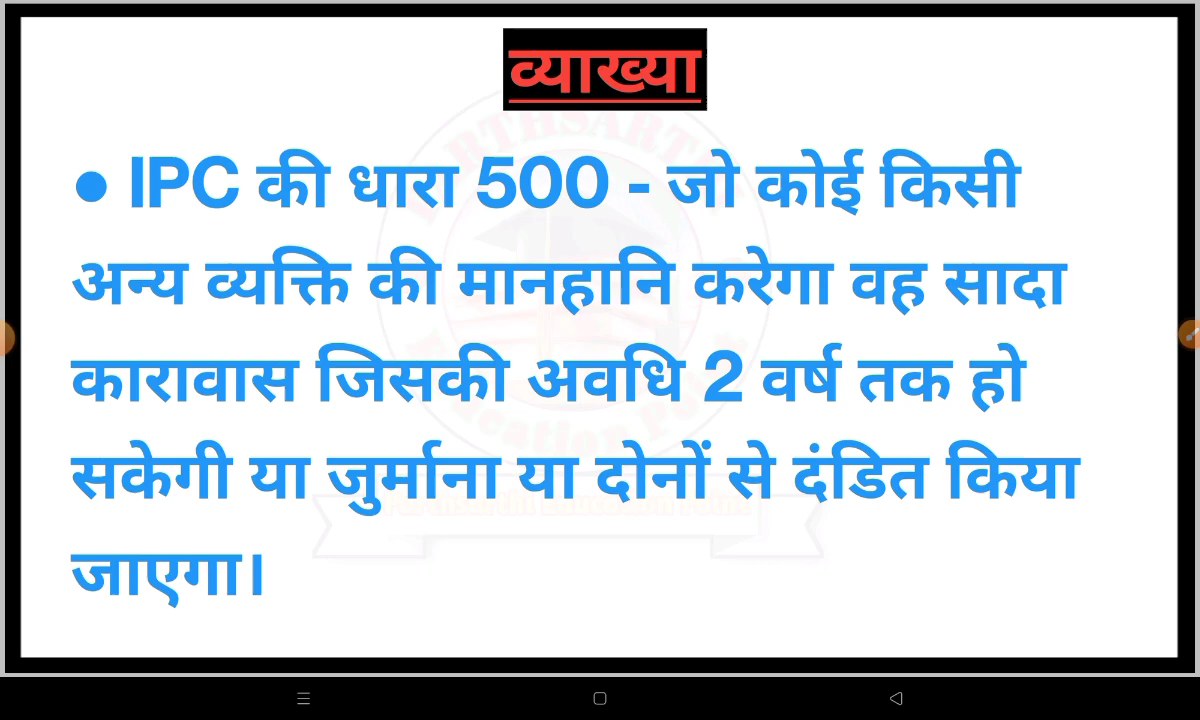 व्याख्या
● IPC की धारा 500 - जो कोई किसी
अन्य व्यक्ति की मानहानि करेगा वह सादा
कारावास जिसकी अवधि 2 वर्ष तक हो
सकेगी या जुर्माना या दोनों से दंडित किया
जाएगा।